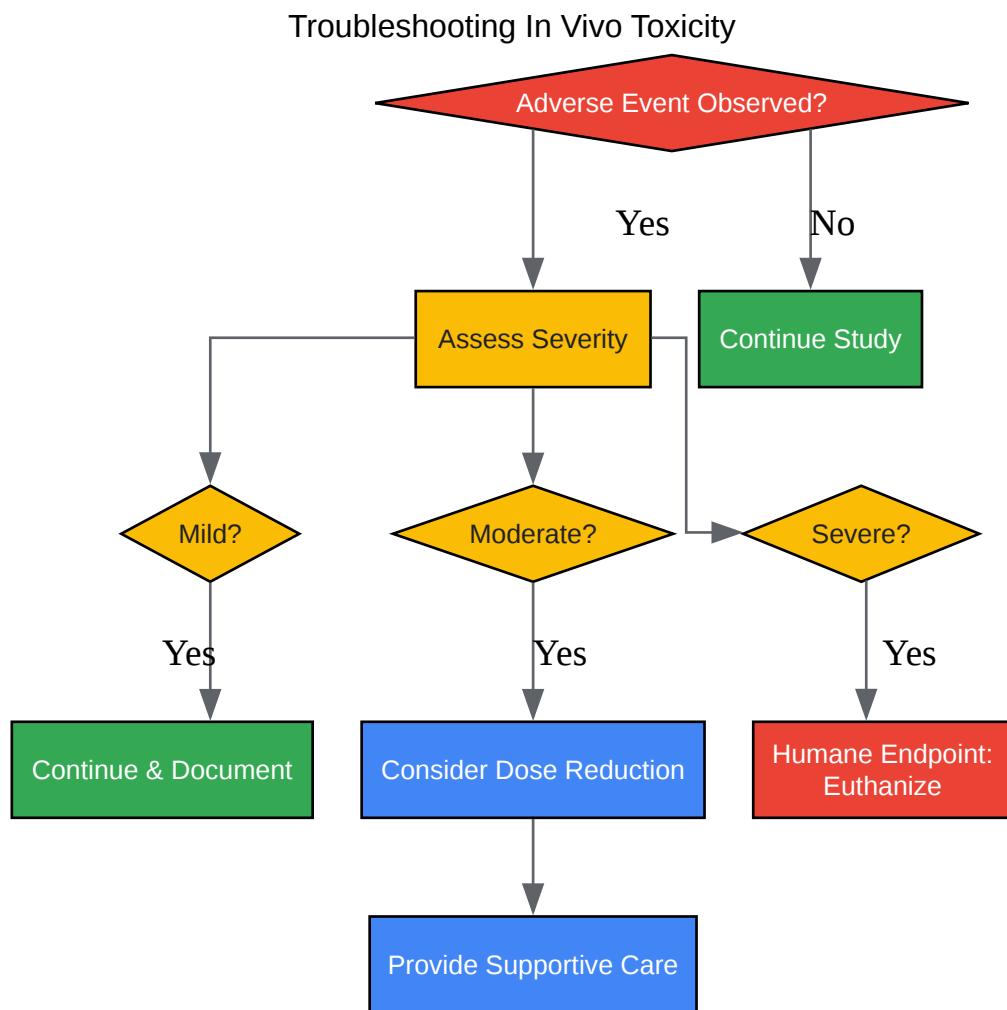 Troubleshooting In Vivo Toxicity
Adverse Event Observed?
Yes
No
Assess Severity
Continue Study
Mild?
Moderate?
Severe?
Yes
Yes
Yes
Continue & Document
Consider Dose Reduction
Humane Endpoint:
Euthanize
Provide Supportive Care